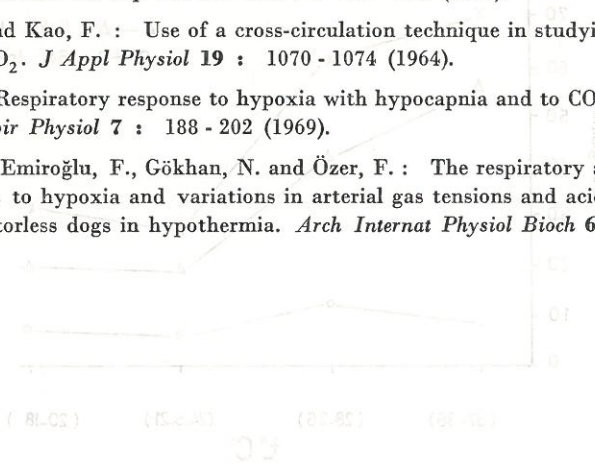 nd Kao, F. : Use of a cross-circulation technique in studyi
O₂. J Appl Physiol 19 : 1070 - 1074 (1964).
Respiratory response to hypoxia with hypocapnia and to CO
ir Physiol 7 : 188 - 202 (1969).
Emiroğlu, F., Gökhan, N. and Özer, F. : The respiratory a
s to hypoxia and variations in arterial gas tensions and acid
torless dogs in hypothermia. Arch Internat Physiol Bioch 6